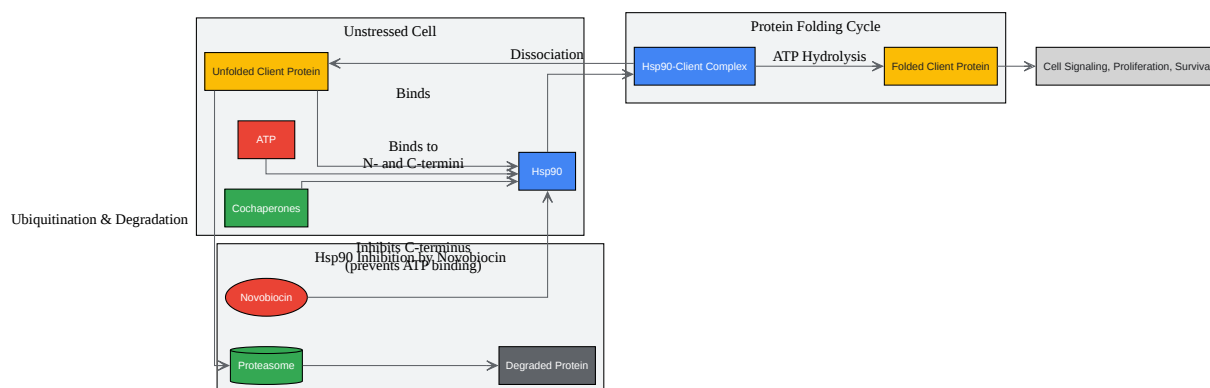 Unstressed Cell
Protein Folding Cycle
Dissociation
Unfolded Client Protein
Hsp90-Client Complex
ATP Hydrolysis
Folded Client Protein
Cell Signaling, Proliferation, Surviva
Binds
ATP
Binds to
N- and C-termini
Hsp90
Cochaperones
Ubiquitination & Degradation
Inhibits C-terminus
(prevents ATP binding)
Hsp90 Inhibition by Novobiocin
Novobiocin
Proteasome
Degraded Protein